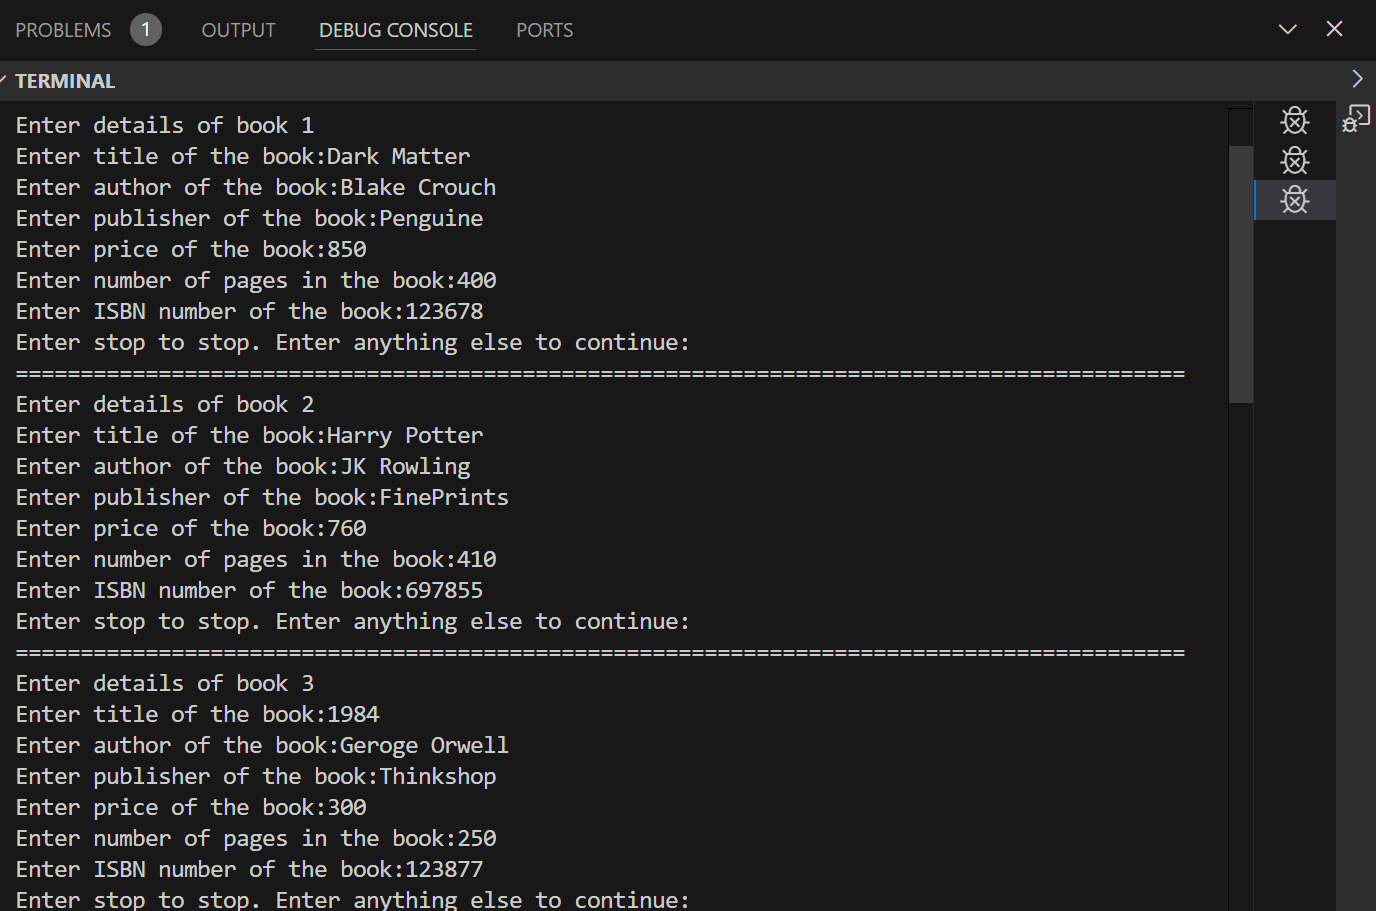 PROBLEMS 1 OUTPUT DEBUG CONSOLE PORTS
TERMINAL
Enter details of book 1
Enter title of the book:Dark Matter
Enter author of the book:Blake Crouch
Enter publisher of the book:Penguine
Enter price of the book:850
Enter number of pages in the book:400
Enter ISBN number of the book:123678
Enter stop to stop. Enter anything else to continue:
==========================================================================================
Enter details of book 2
Enter title of the book:Harry Potter
Enter author of the book:JK Rowling
Enter publisher of the book:FinePrints
Enter price of the book:760
Enter number of pages in the book:410
Enter ISBN number of the book:697855
Enter stop to stop. Enter anything else to continue:
==========================================================================================
Enter details of book 3
Enter title of the book:1984
Enter author of the book:Geroge Orwell
Enter publisher of the book:Thinkshop
Enter price of the book:300
Enter number of pages in the book:250
Enter ISBN number of the book:123877
Enter stop to stop. Enter anything else to continue: